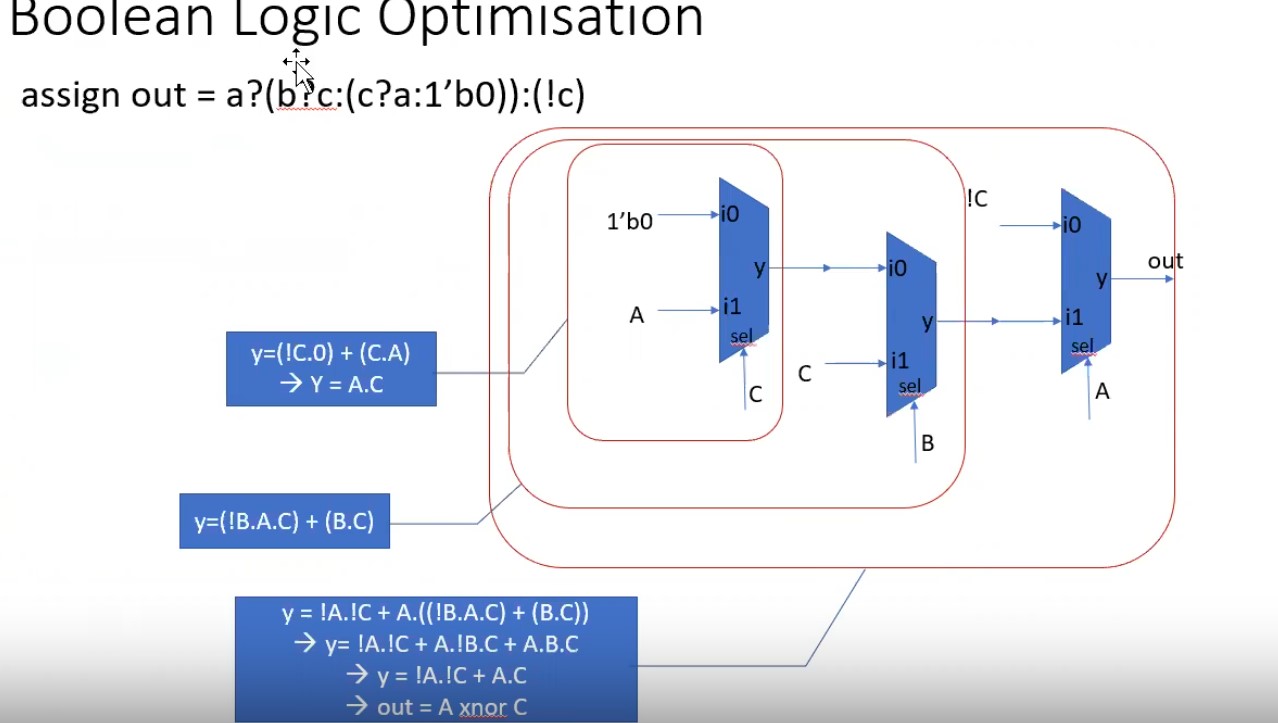 Boolean Logic Optimisation
assign out = a?(b?c:(c?a:1’b0)):(!c)
1’b0
i0
y
A
i1
sel
C
i0
y
C
i1
sel
B
!C
i0
y
out
i1
sel
A
y=(!C.0) + (C.A)
→ Y = A.C
y=(!B.A.C) + (B.C)
y = !A.!C + A.((!B.A.C) + (B.C))
→ y= !A.!C + A.!B.C + A.B.C
→ y = !A.!C + A.C
→ out = A xnor C